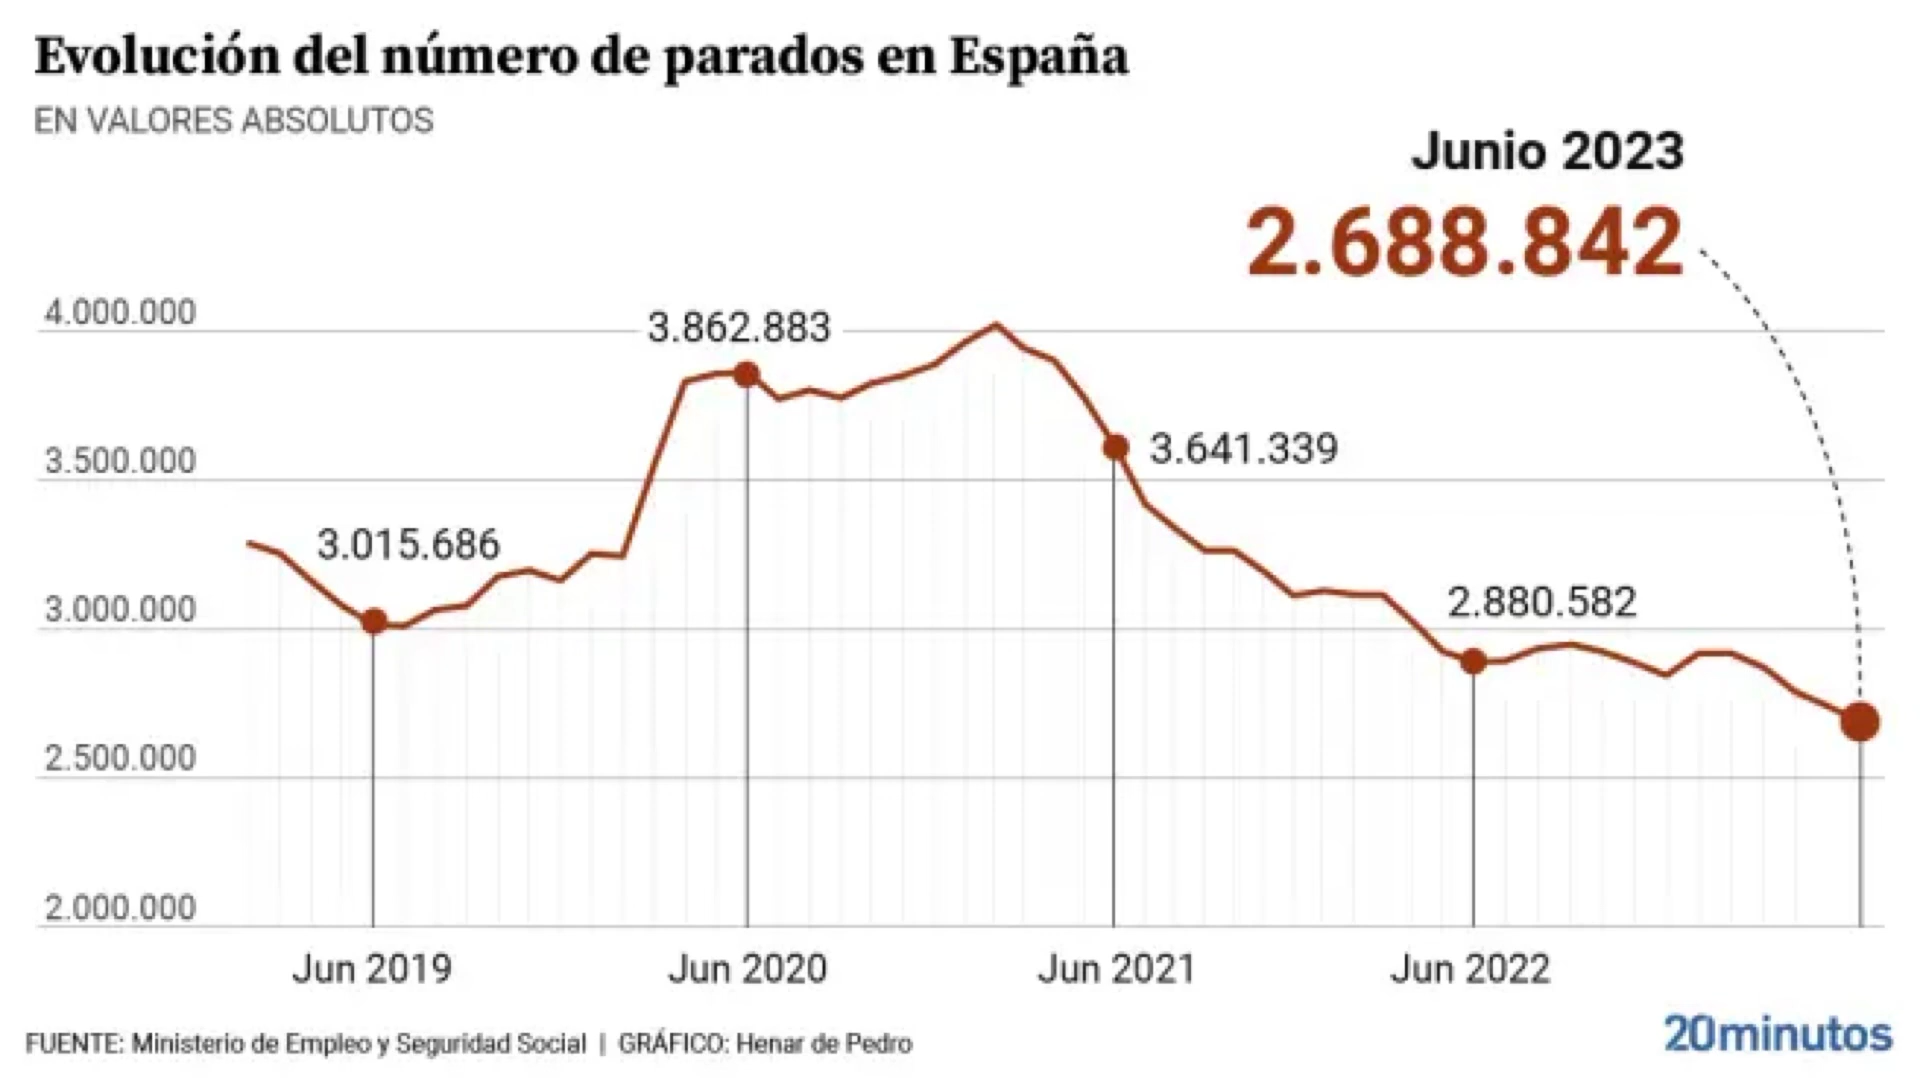 Evolución del número de parados en España
EN VALORES ABSOLUTOS
Junio 2023
2.688.842
4.000.000
3.862.883
3.641.339
3.500.000
3.015.686
3.000.000
2.880.582
2.500.000
2.000.000
Jun 2019
Jun 2020
Jun 2021
Jun 2022
FUENTE: Ministerio de Empleo y Seguridad Social | GRÁFICO: Henar de Pedro
20minutos